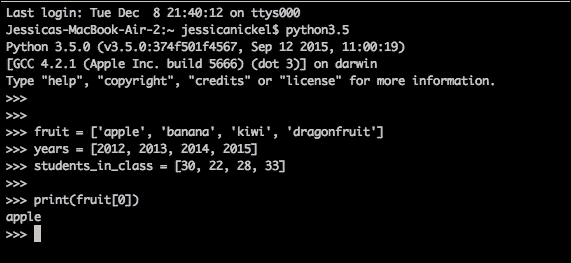 Last login: Tue Dec  8 21:40:12 on ttys000
Jessicas-MacBook-Air-2:~ jessicanickel$ python3.5
Python 3.5.0 (v3.5.0:374f501f4567, Sep 12 2015, 11:00:19)
[GCC 4.2.1 (Apple Inc. build 5666) (dot 3)] on darwin
Type "help", "copyright", "credits" or "license" for more information.
>>>
>>>
>>> fruit = ['apple', 'banana', 'kiwi', 'dragonfruit']
>>> years = [2012, 2013, 2014, 2015]
>>> students_in_class = [30, 22, 28, 33]
>>>
>>> print(fruit[0])
apple
>>>